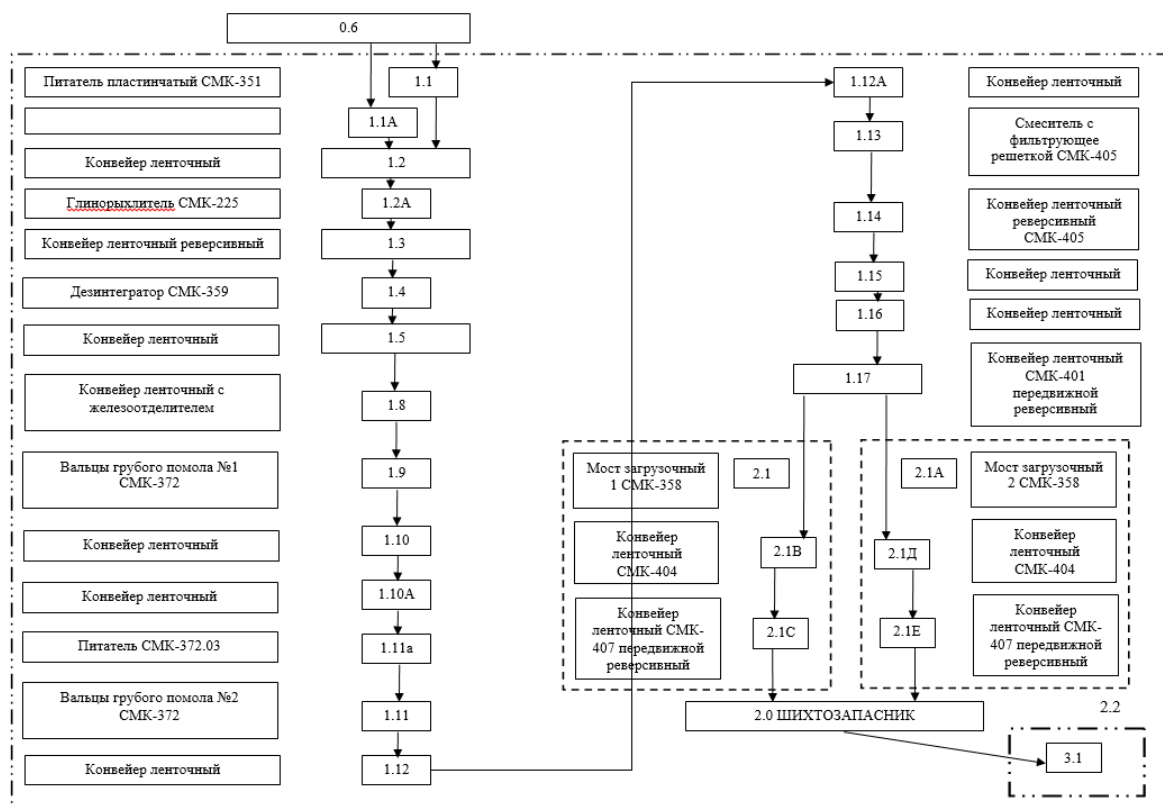 0.6
Питатель пластинчатый СМК-351
1.1
1.1А
Конвейер ленточный
1.2
Глинорыхлитель СМК-225
1.2А
Конвейер ленточный реверсивный
1.3
Дезинтегратор СМК-359
1.4
Конвейер ленточный
1.5
Конвейер ленточный с
железоотделителем
1.8
Вальцы грубого помола №1
СМК-372
1.9
Конвейер ленточный
1.10
Конвейер ленточный
1.10А
Питатель СМК-372.03
1.11а
Вальцы грубого помола №2
СМК-372
1.11
Конвейер ленточный
1.12
1.12А
Конвейер ленточный
1.13
Смеситель с
фильтрующее
решеткой СМК-405
1.14
Конвейер ленточный
реверсивный
СМК-405
1.15
Конвейер ленточный
1.16
Конвейер ленточный
1.17
Конвейер ленточный
СМК-401
передвижной
реверсивный
Мост загрузочный
1 СМК-358
2.1
2.1А
Мост загрузочный
2 СМК-358
Конвейер
ленточный
СМК-404
2.1В
2.1Д
Конвейер
ленточный
СМК-404
Конвейер
ленточный СМК-
407 передвижной
реверсивный
2.1С
2.1Е
Конвейер
ленточный СМК-
407 передвижной
реверсивный
2.0 ШИХТОЗАПАСНИК
2.2
3.1